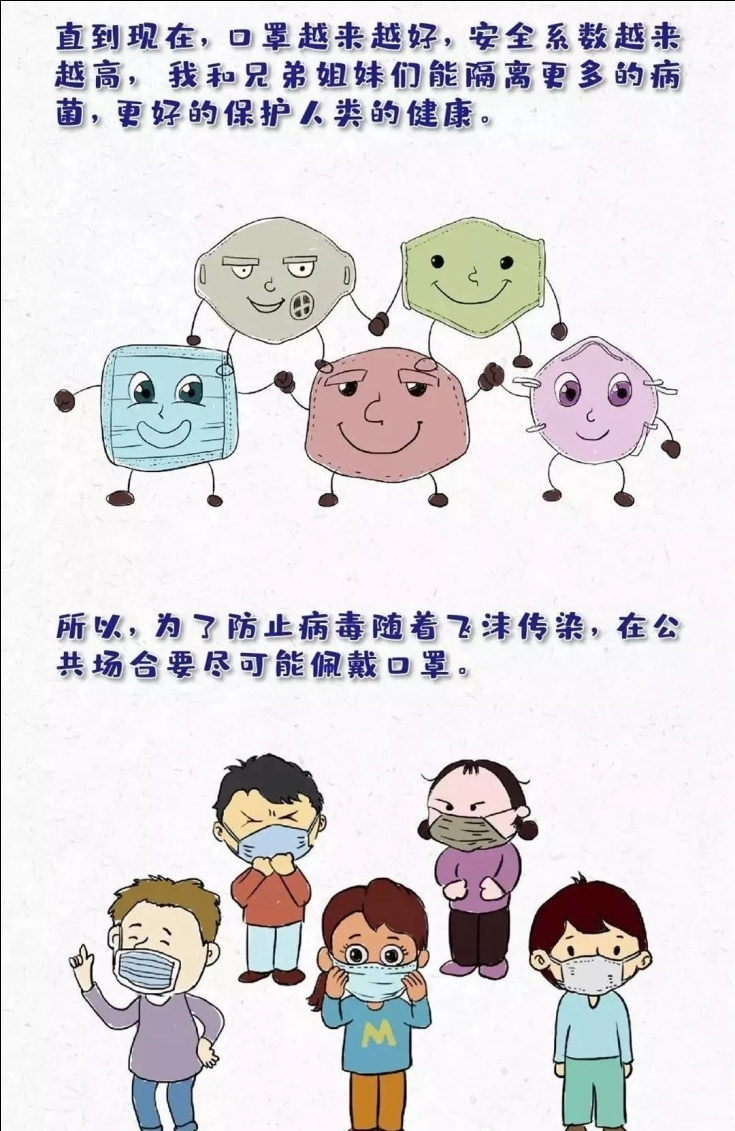 直到现在，口罩越来越好，安全系数越来
越高， 我和兄弟姐妹们能隔离更多的病
菌，更好的保护人类的健康。
所以，为了防止病毒随着飞沫传染，在公
共场合要尽可能佩戴口罩。
M